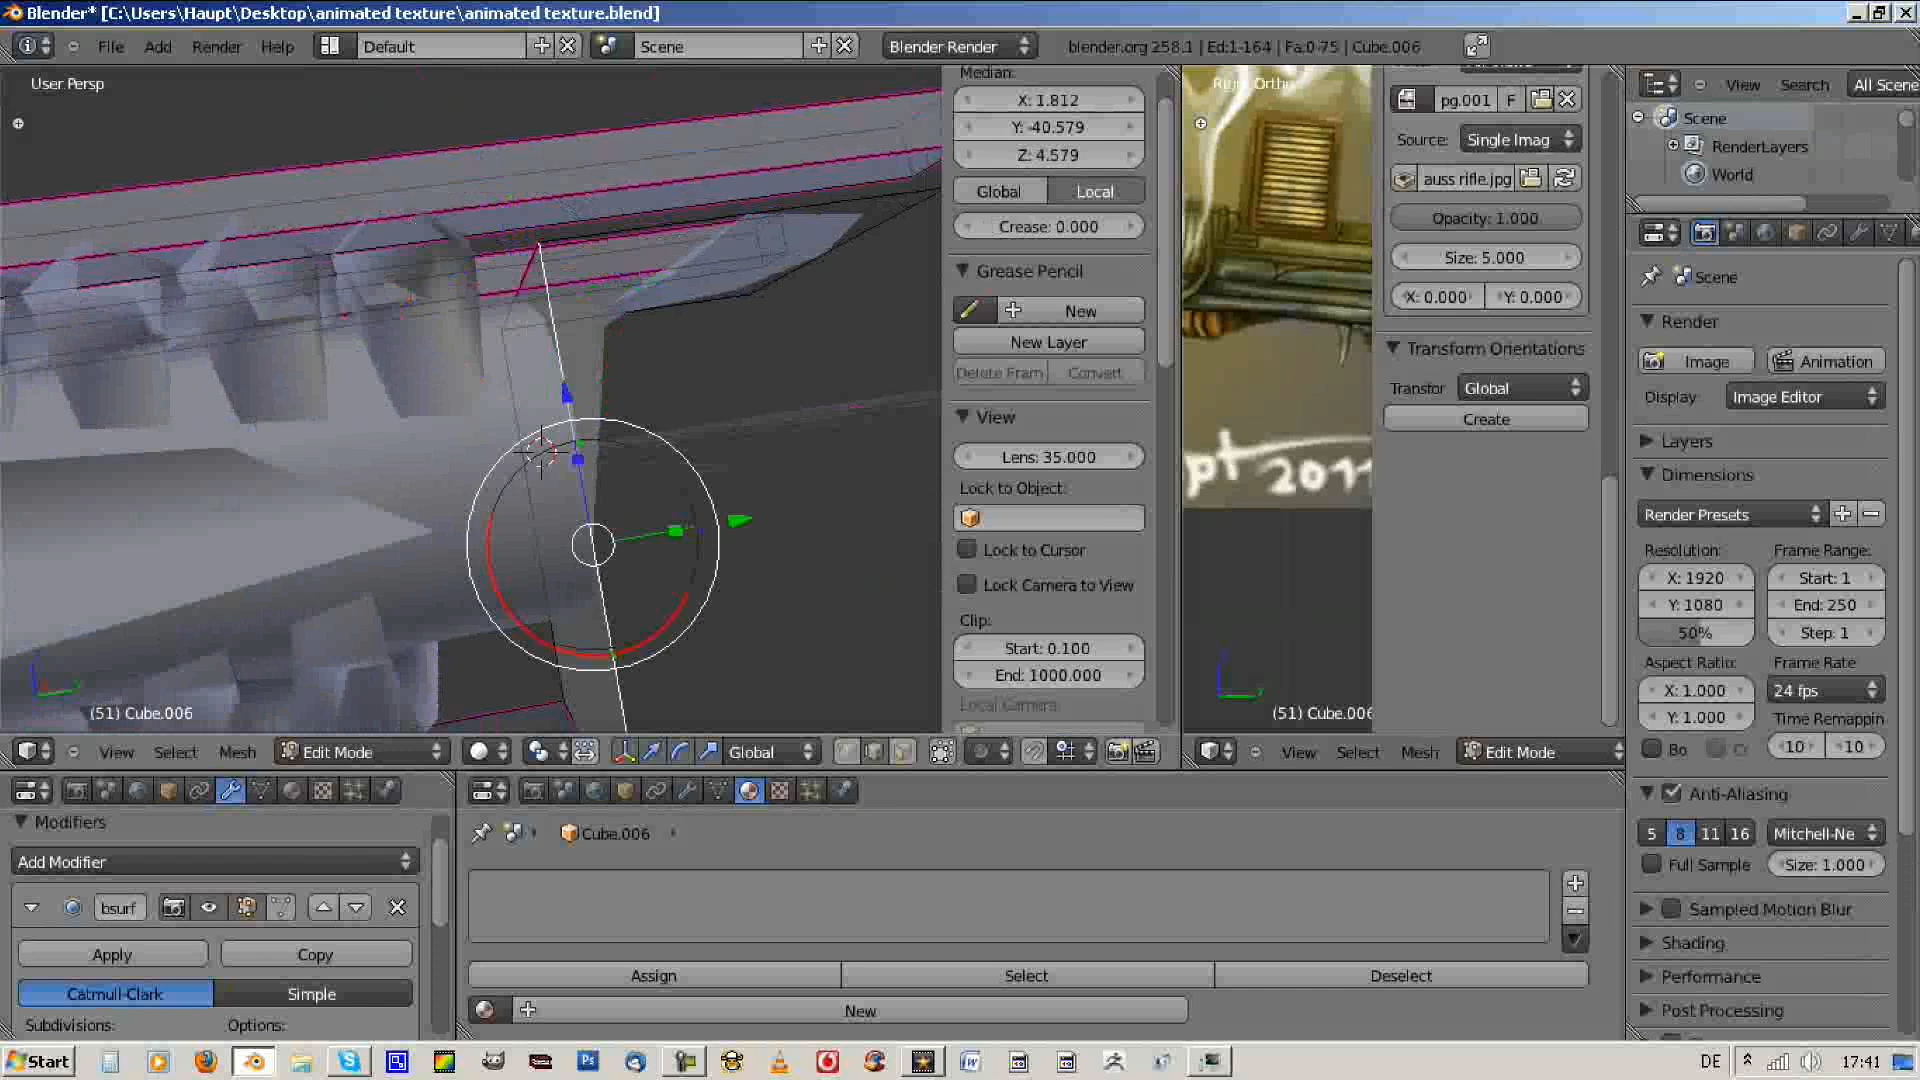 Blender* [C:\Users\Haupt\Desktop\animated texture\animated texture.blend]
File Add Render Help Default Scene Blender Render blender.org 258.1 | Ed:1-164 | Fa:0-75 | Cube.006
User Persp
(51) Cube.006
Median:
X: 1.812
Y: -40.579
Z: 4.579
Global Local
Crease: 0.000
Grease Pencil
New
New Layer
Delete Fram Convert
View
Lens: 35.000
Lock to Object:
Lock to Cursor
Lock Camera to View
Clip:
Start: 0.100
End: 1000.000
Local Camera:
2011
(51) Cube.006
pg.001 F
Source: Single Imag
auss rifle.jpg
Opacity: 1.000
Size: 5.000
X: 0.000 Y: 0.000
Transform Orientations
Transfor Global
Create
View Select Mesh Edit Mode Global
View Select Mesh Edit Mode
Modifiers
Add Modifier
bsurf
Apply Copy
Catmull-Clark Simple
Subdivisions: Options:
Cube.006
Assign Select Deselect
New
View Search All Scene
Scene
RenderLayers
World
Scene
Render
Image Animation
Display: Image Editor
Layers
Dimensions
Render Presets
Resolution: Frame Range:
X: 1920 Start: 1
Y: 1080 End: 250
50% Step: 1
Aspect Ratio: Frame Rate
X: 1.000 24 fps
Y: 1.000 Time Remappin
Bo 10 10
Anti-Aliasing
5 8 11 16 Mitchell-Ne
Full Sample Size: 1.000
Sampled Motion Blur
Shading
Performance
Post Processing
Start DE 17:41